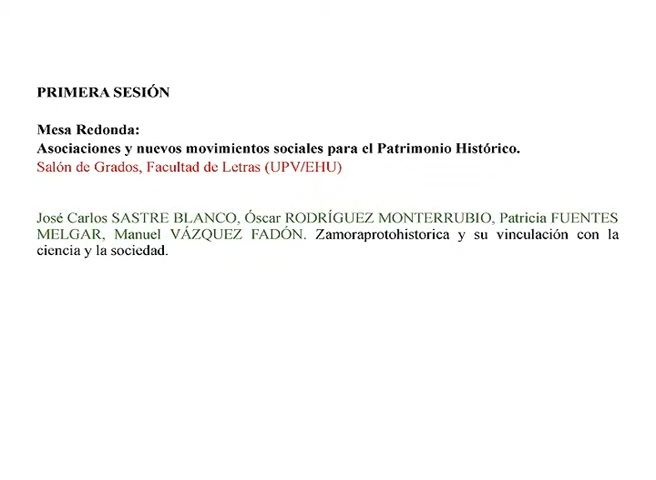 PRIMERA SESIÓN
Mesa Redonda:
Asociaciones y nuevos movimientos sociales para el Patrimonio Histórico.
Salón de Grados, Facultad de Letras (UPV/EHU)
José Carlos SASTRE BLANCO, Óscar RODRÍGUEZ MONTERRUBIO, Patricia FUENTES
MELGAR, Manuel VÁZQUEZ FADÓN. Zamoraprotohistorica y su vinculación con la
ciencia y la sociedad.